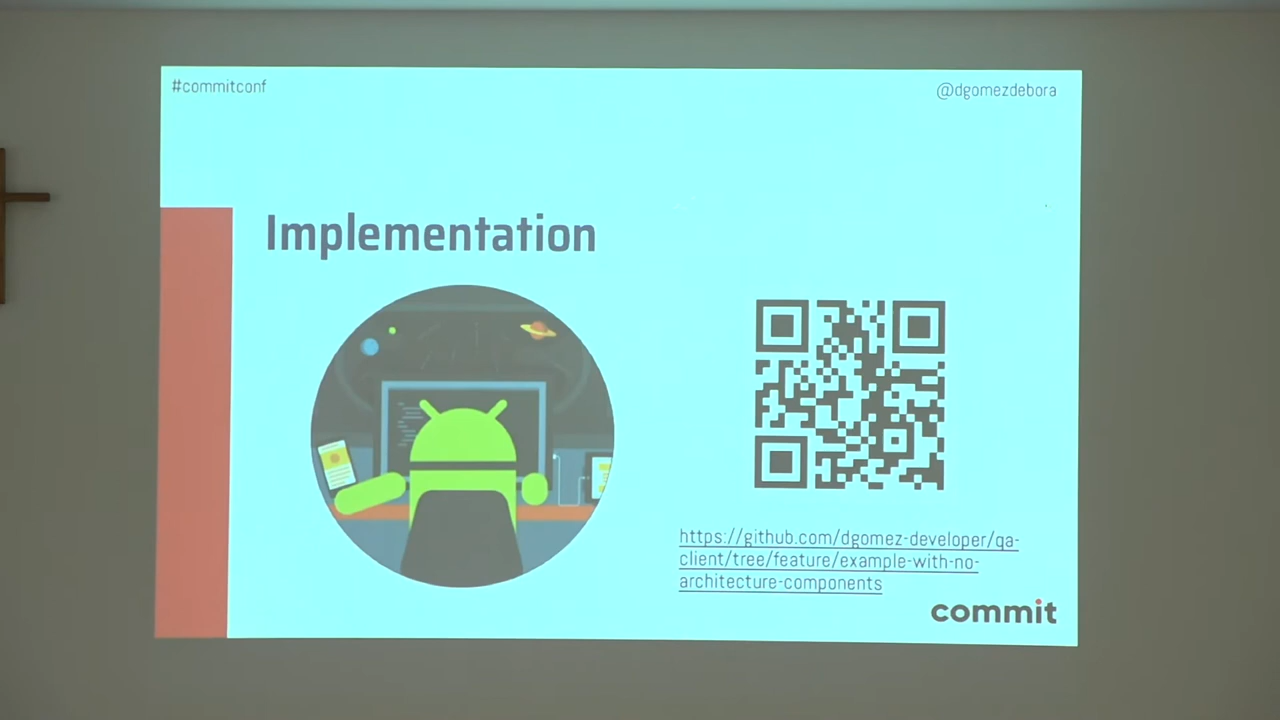 #commitconf
@dgomezdebora
Implementation
https://github.com/dgomez-developer/qa-
client/tree/feature/example-with-no-
architecture-components
commit